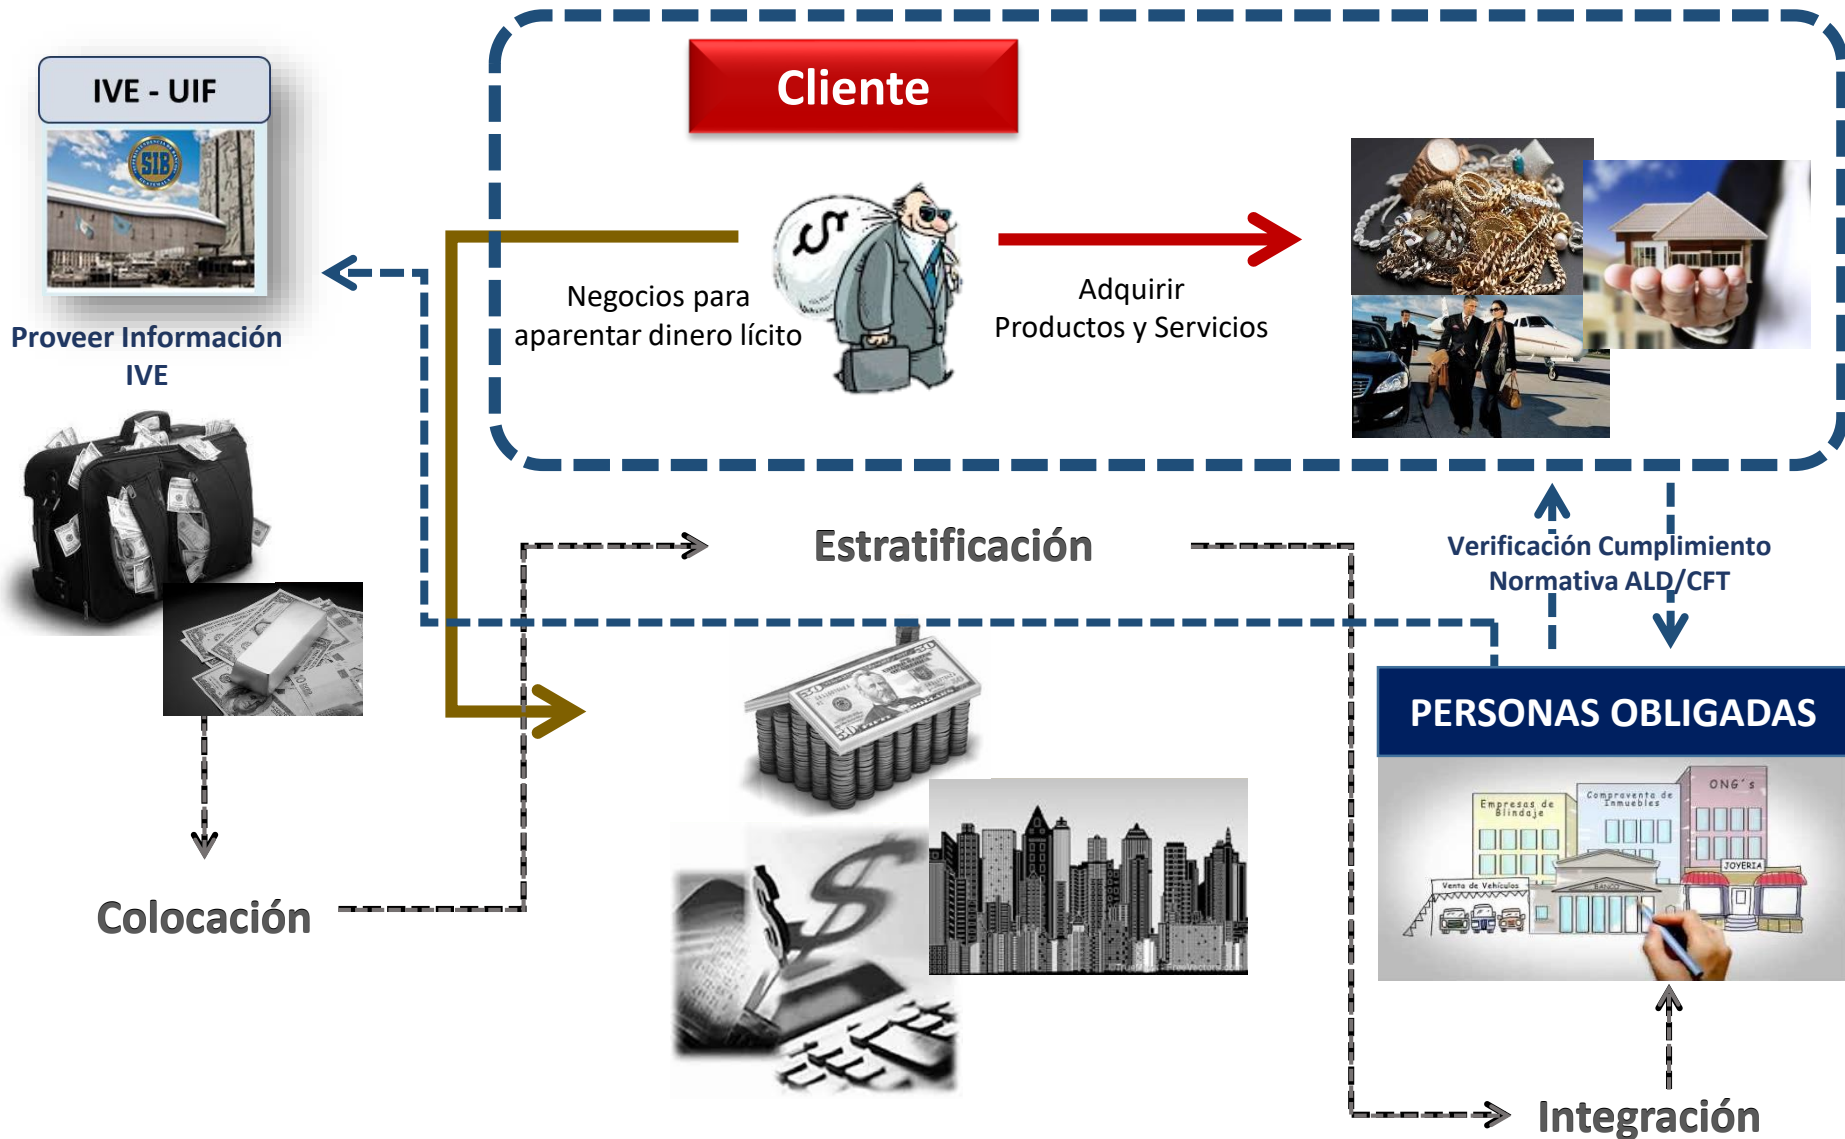 IVE - UIF
SIB
Proveer Información
IVE
Cliente
Negocios para
aparentar dinero lícito
Adquirir
Productos y Servicios
Estratificación
Verificación Cumplimiento
Normativa ALD/CFT
PERSONAS OBLIGADAS
Empresas de
Blindaje
Compraventa de
Inmuebles
ONG´s
JOYERIA
Venta de Vehículos
BANCO
Colocación
Integración